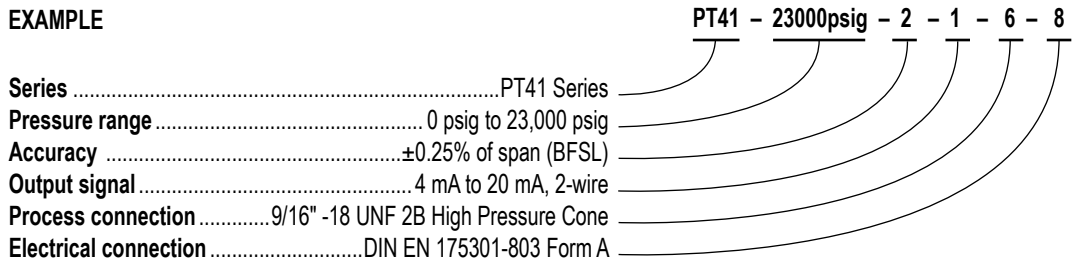 EXAMPLE PT41 – 23000psig – 2 – 1 – 6 – 8
Series ..............................................................................PT41 Series
Pressure range ................................................. 0 psig to 23,000 psig
Accuracy ......................................................±0.25% of span (BFSL)
Output signal .................................................. 4 mA to 20 mA, 2-wire
Process connection .............9/16" -18 UNF 2B High Pressure Cone
Electrical connection ............................DIN EN 175301-803 Form A